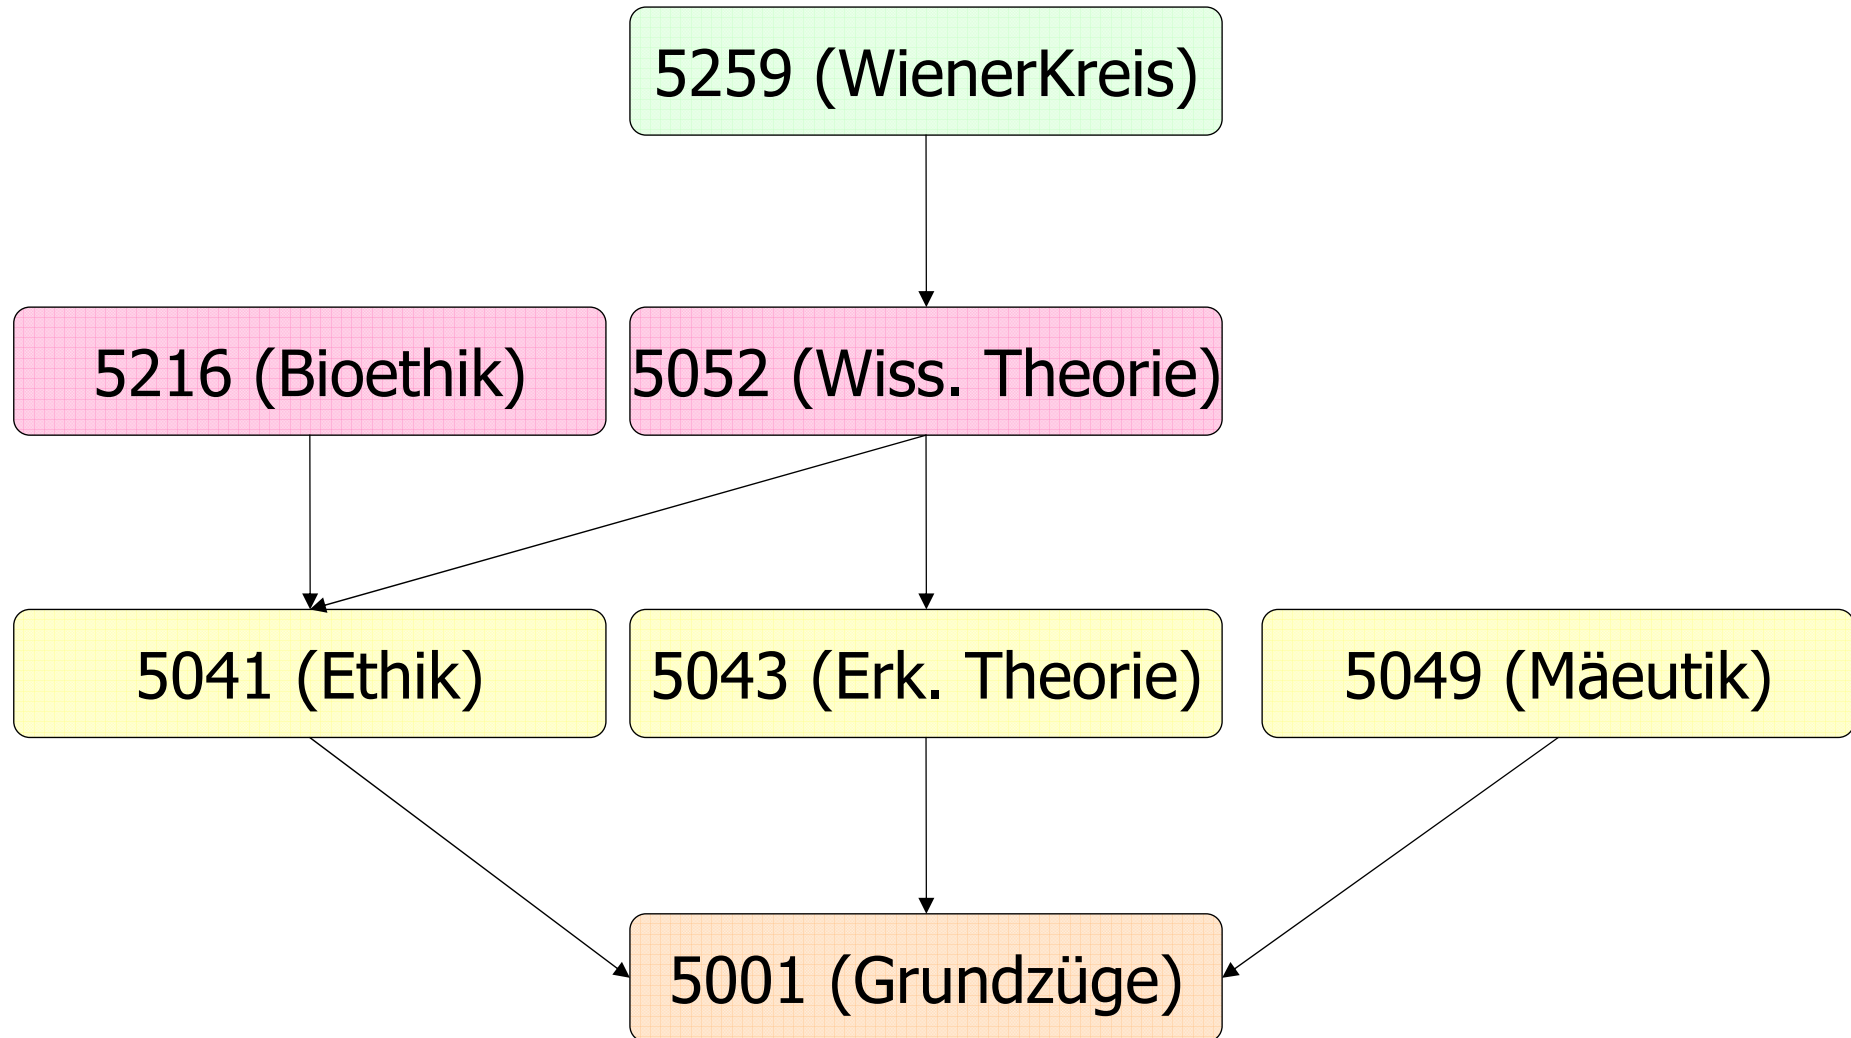 5259 (WienerKreis)
5216 (Bioethik)
5052 (Wiss. Theorie)
5041 (Ethik)
5043 (Erk. Theorie)
5049 (Mäeutik)
5001 (Grundzüge)